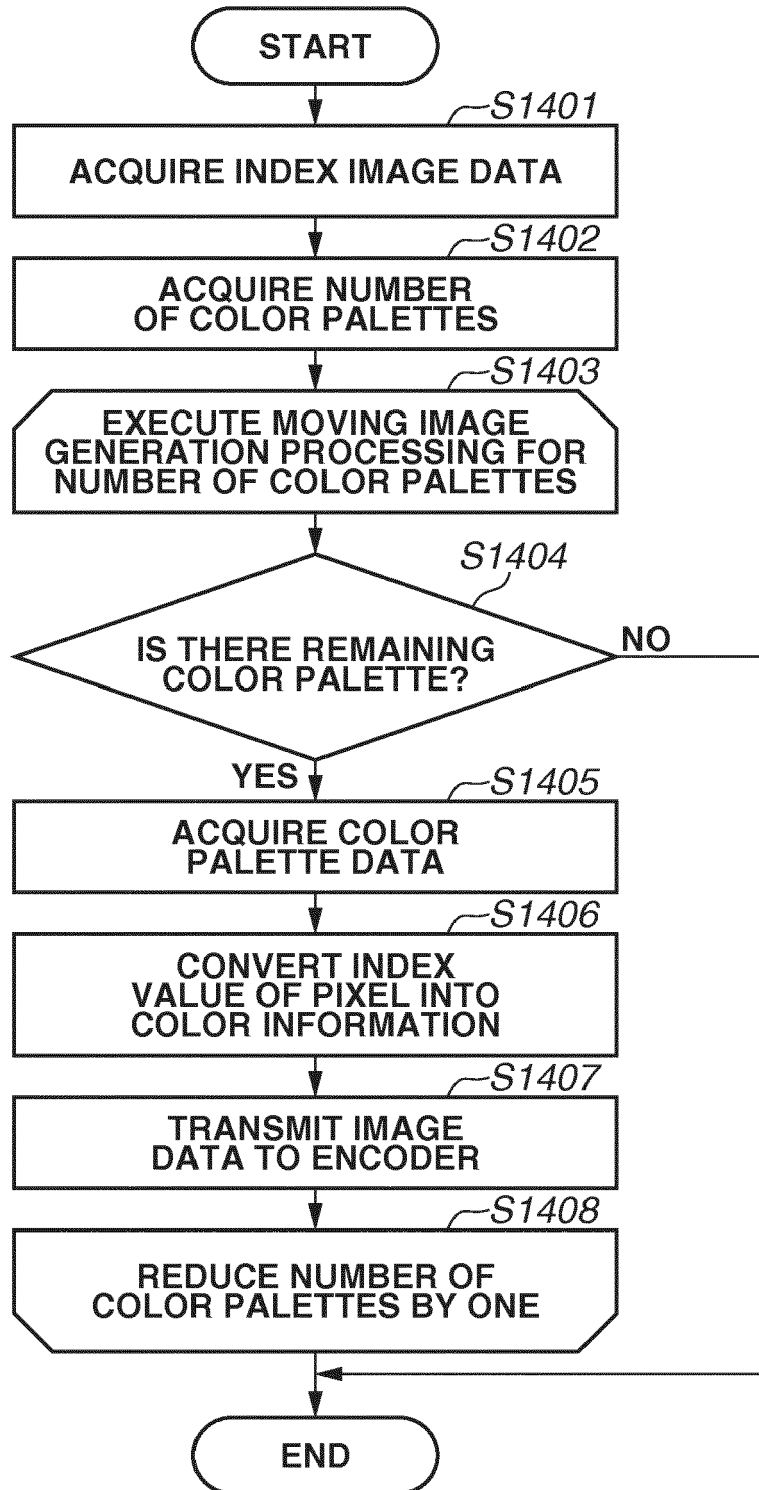 START
S1401
ACQUIRE INDEX IMAGE DATA
S1402
ACQUIRE NUMBER
OF COLOR PALETTES
S1403
EXECUTE MOVING IMAGE
GENERATION PROCESSING FOR
NUMBER OF COLOR PALETTES
S1404
IS THERE REMAINING
COLOR PALETTE?
NO
YES
S1405
ACQUIRE COLOR
PALETTE DATA
S1406
CONVERT INDEX
VALUE OF PIXEL INTO
COLOR INFORMATION
S1407
TRANSMIT IMAGE
DATA TO ENCODER
S1408
REDUCE NUMBER OF
COLOR PALETTES BY ONE
END